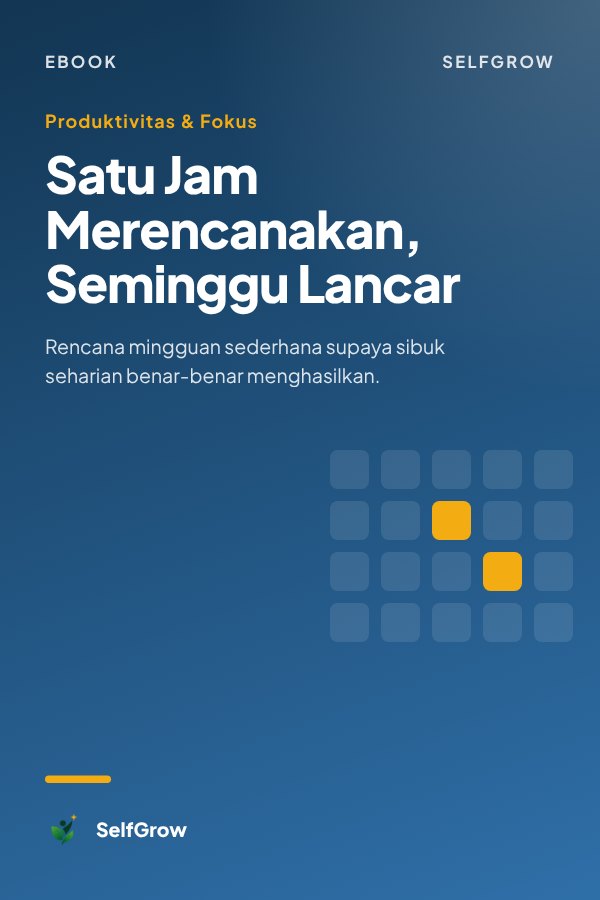 EBOOK
SELFGROW
Produktivitas & Fokus
Satu Jam
Merencanakan,
Seminggu Lancar
Rencana mingguan sederhana supaya sibuk
seharian benar-benar menghasilkan.
SelfGrow